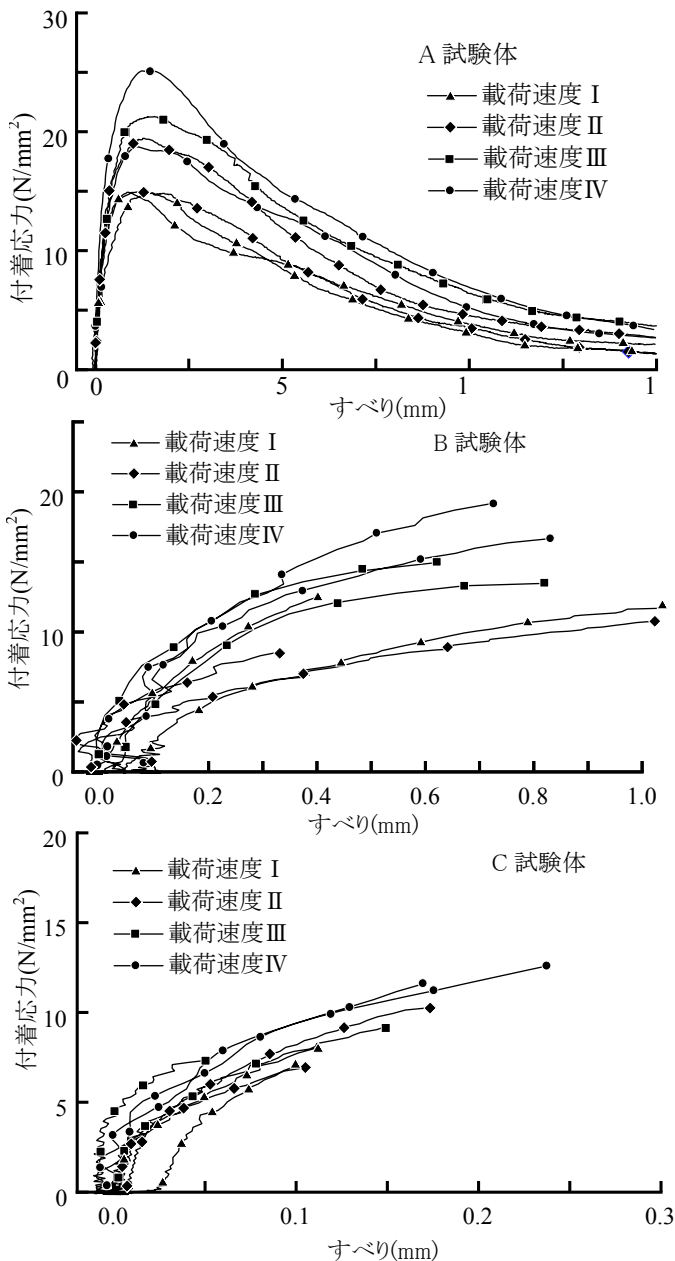 30
20
10
0
付着応力(N/mm²)
A 試験体
載荷速度 I
載荷速度 II
載荷速度 III
載荷速度 IV
5
1
1
すべり(mm)
20
10
0
付着応力(N/mm²)
載荷速度 I
載荷速度 II
載荷速度 III
載荷速度 IV
B 試験体
0.0 0.2 0.4 0.6 0.8 1.0
すべり(mm)
20
15
10
5
0
付着応力(N/mm²)
載荷速度 I
載荷速度 II
載荷速度 III
載荷速度 IV
C 試験体
0.0 0.1 0.2 0.3
すべり(mm)